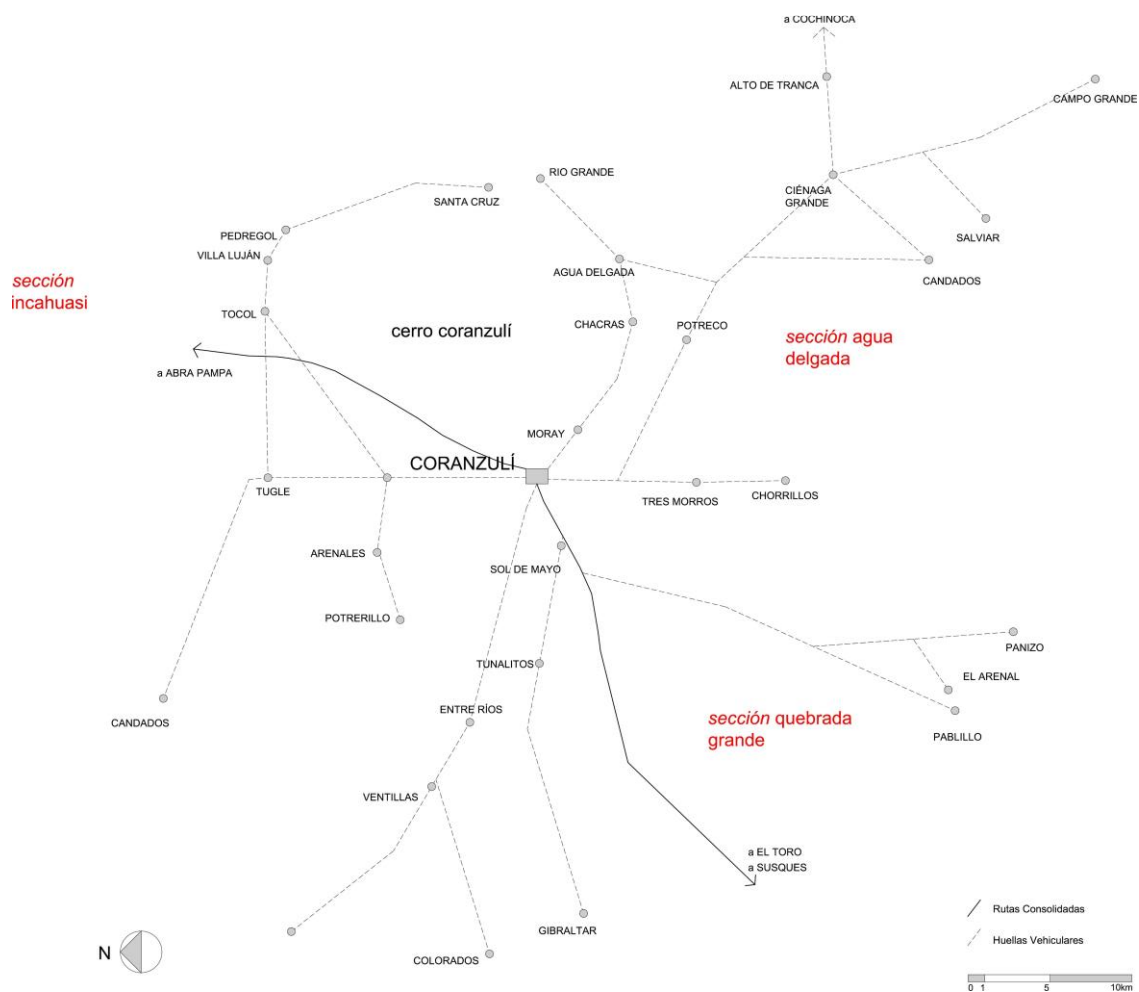 a COCHINOCA
ALTO DE TRANCA
CAMPO GRANDE
RIO GRANDE
SANTA CRUZ
CIÉNAGA
GRANDE
PEDREGOL
SALVIAR
VILLA LUJÁN
AGUA DELGADA
CANDADOS
sección
incahuasi
TOCOL
CHACRAS
cerro coranzulí
POTRECO
sección agua
delgada
a ABRA PAMPA
MORAY
CORANZULÍ
TUGLE
TRES MORROS
CHORRILLOS
ARENALES
SOL DE MAYO
POTRERILLO
PANIZO
TUNALITOS
EL ARENAL
ENTRE RÍOS
CANDADOS
sección quebrada
grande
PABLILLO
VENTILLAS
a EL TORO
a SUSQUES
Rutas Consolidadas
GIBRALTAR
Huellas Vehiculares
N
COLORADOS
0 1 5 10km